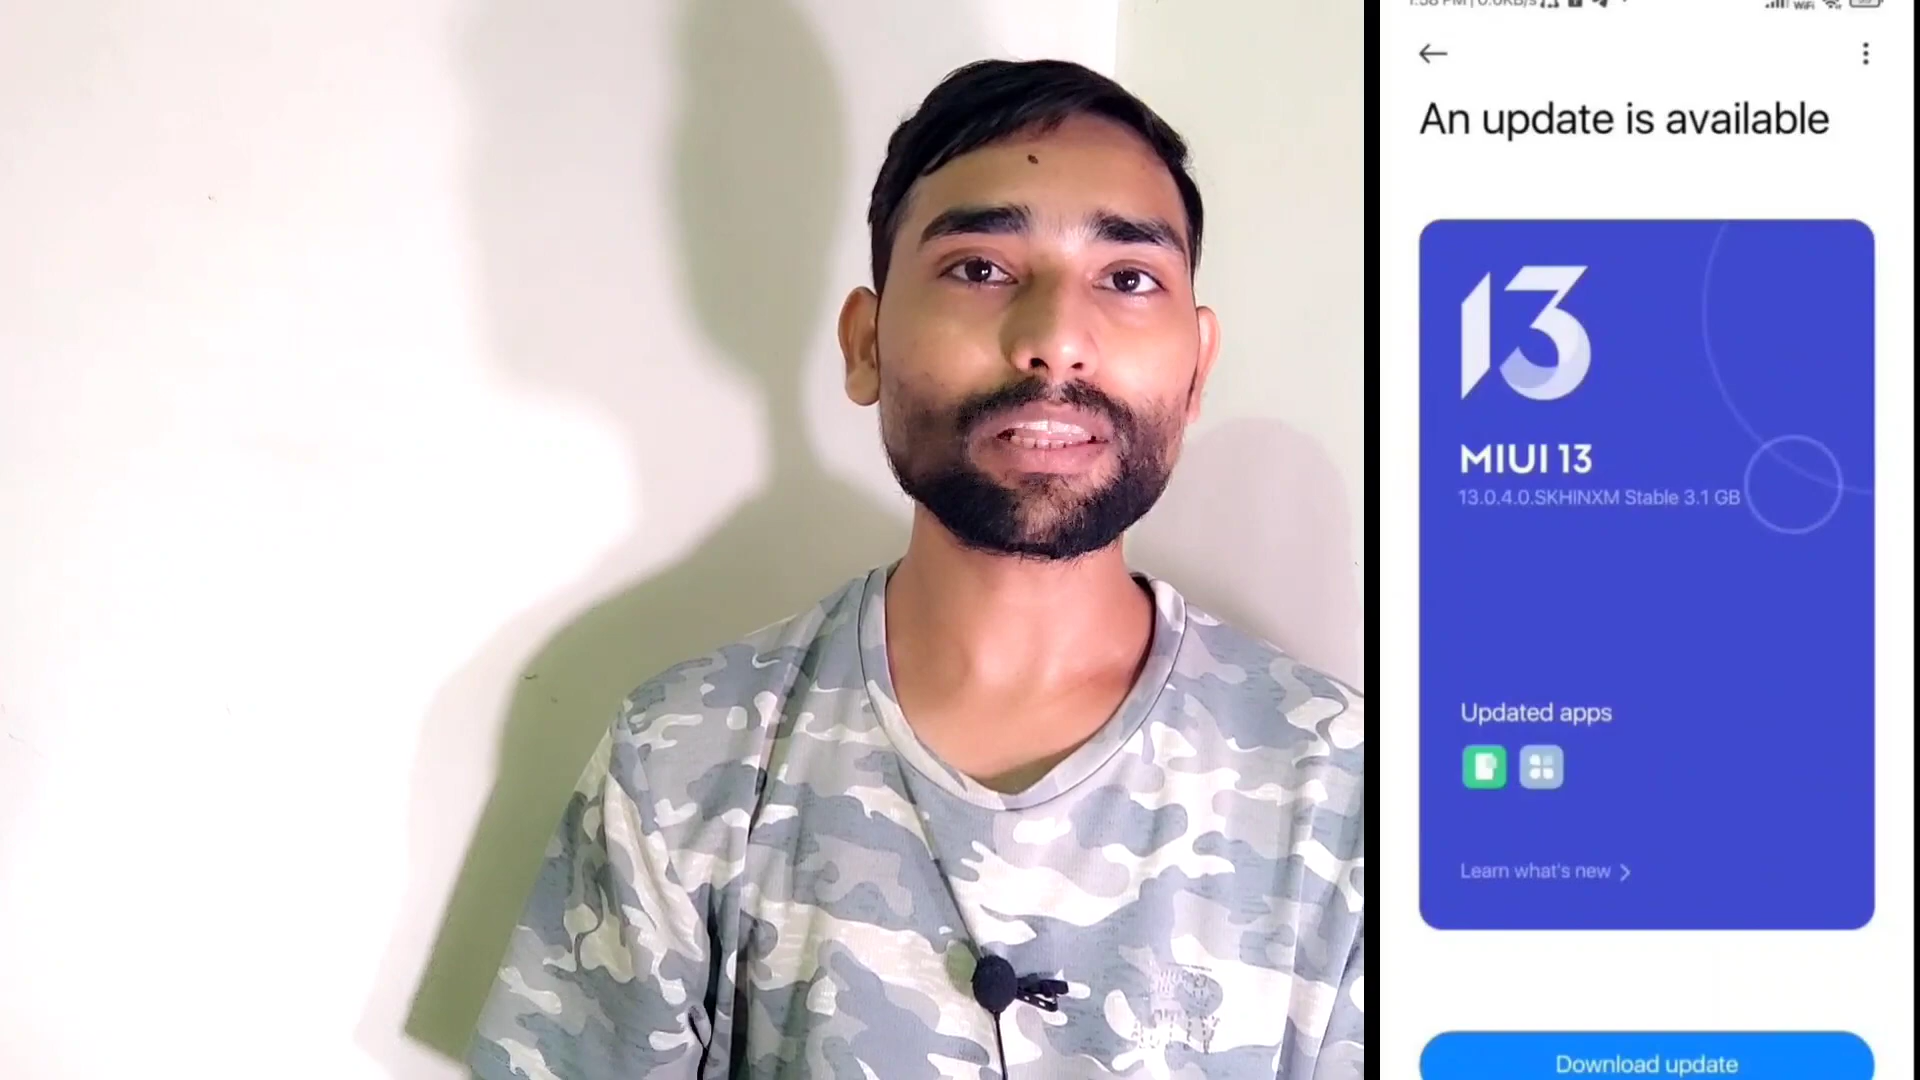 An update is available
13
MIUI 13
13.0.4.0.SKHINXM Stable 3.1 GB
Updated apps
Learn what's new
Download update